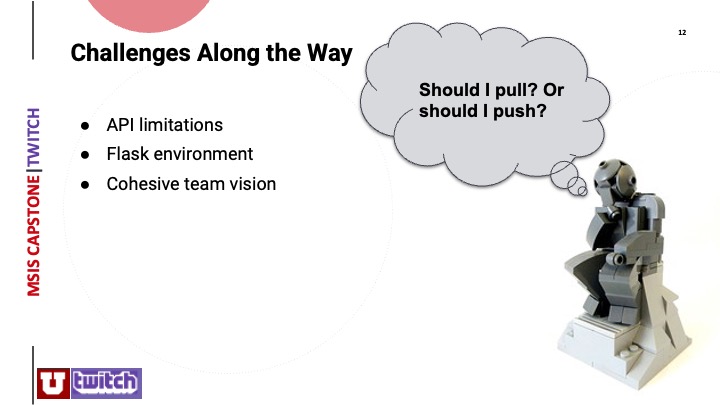 12
Challenges Along the Way
Should I pull? Or
should I push?
● API limitations
● Flask environment
● Cohesive team vision
MSIS CAPSTONE|TWITCH
U twitch